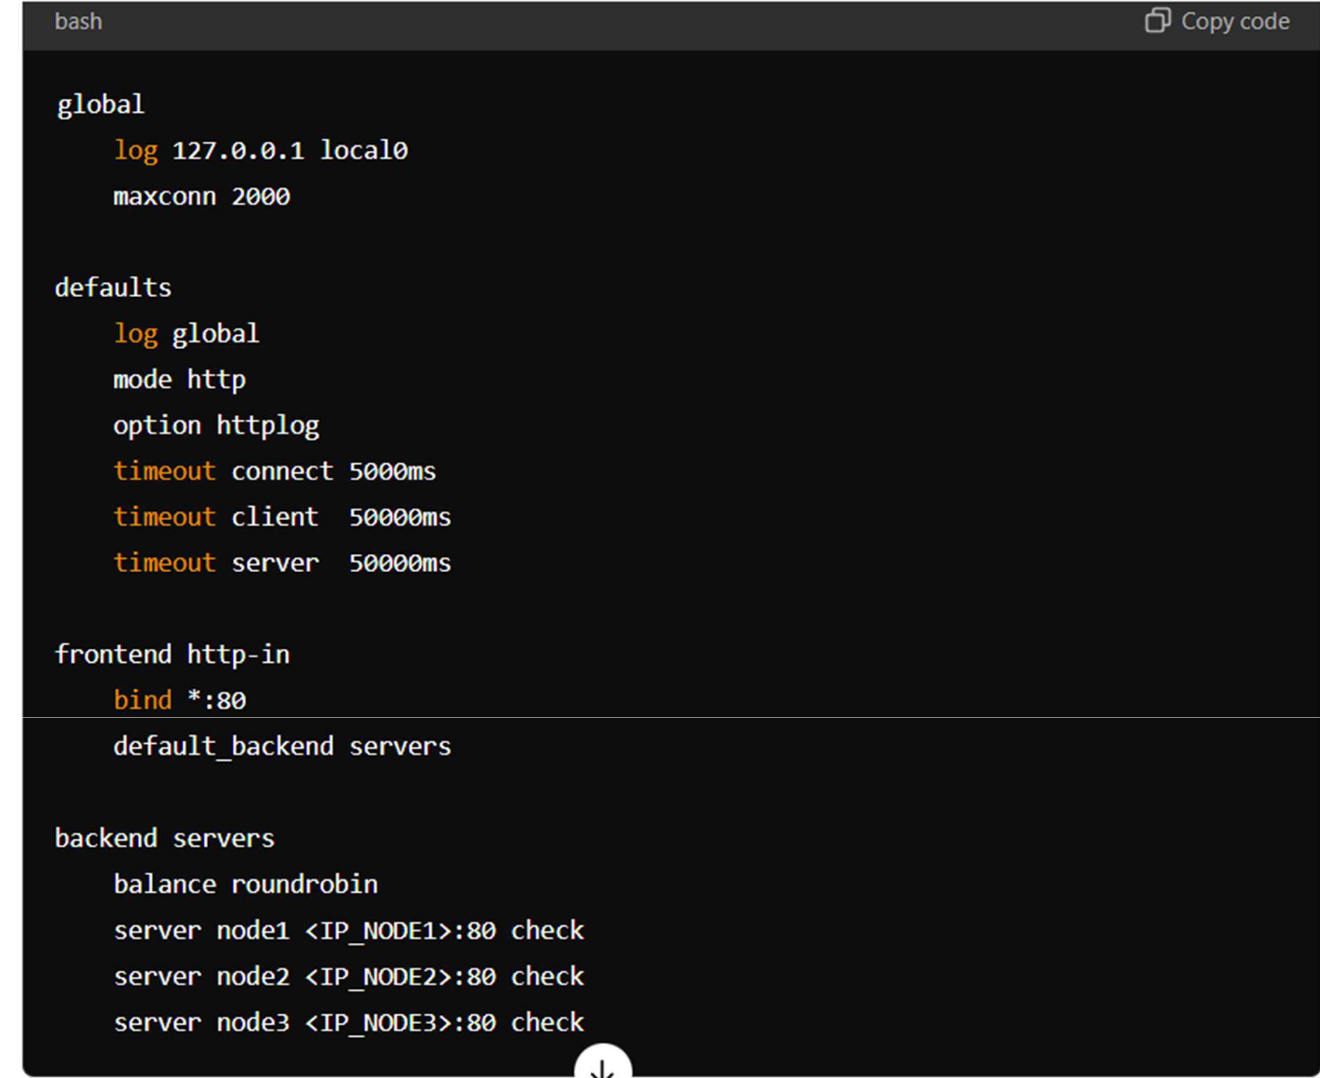 bash
Copy code
global
    log 127.0.0.1 local0
    maxconn 2000

defaults
    log global
    mode http
    option httplog
    timeout connect 5000ms
    timeout client  50000ms
    timeout server  50000ms

frontend http-in
    bind *:80
    default_backend servers

backend servers
    balance roundrobin
    server node1 <IP_NODE1>:80 check
    server node2 <IP_NODE2>:80 check
    server node3 <IP_NODE3>:80 check